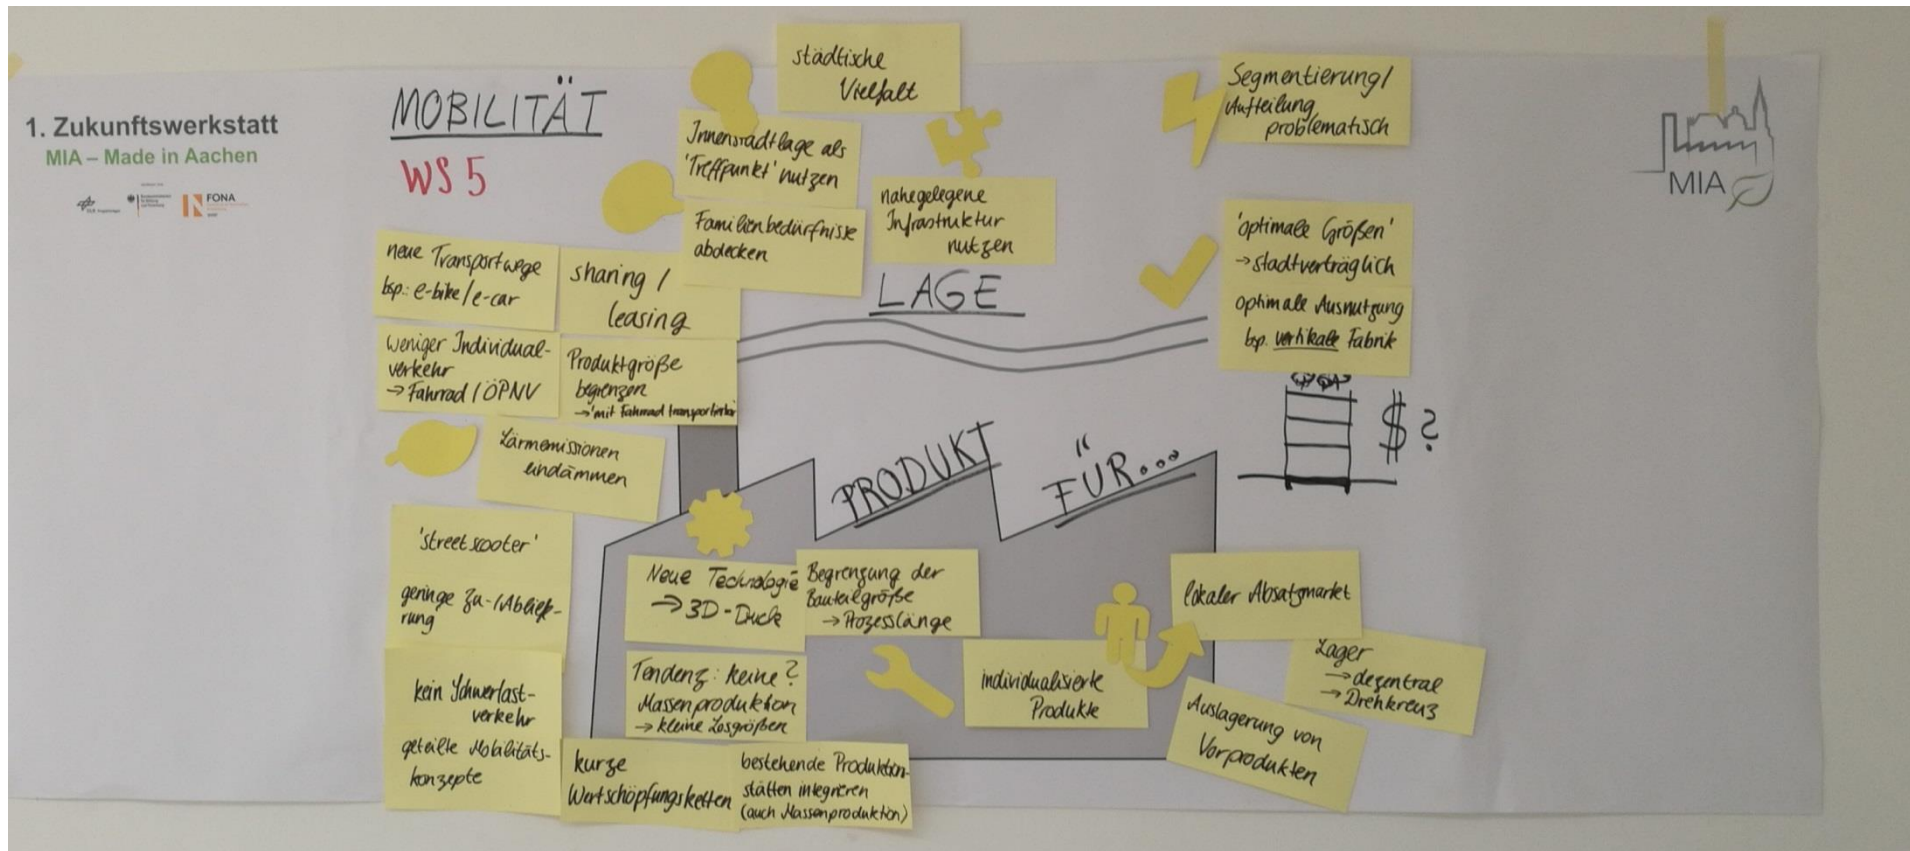 1. Zukunftswerkstatt
MIA – Made in Aachen
FONA
MOBILITÄT
WS 5
städtische
Vielfalt
Innenstadtlage als
'Treffpunkt' nutzen
Familienbedürfnisse
abdecken
nahegelegene
Infrastruktur
nutzen
LAGE
Segmentierung/
Aufteilung
problematisch
MIA
'optimale Größen'
→ stadtverträglich
optimale Ausnutzung
bsp. vertikale Fabrik
$?
neue Transportwege
bsp.: e-bike/e-car
sharing /
leasing
weniger Individual-
verkehr
→ Fahrrad / ÖPNV
Produktgröße
begrenzen
→ 'mit Fahrrad transportierbar
Lärmemissionen
eindämmen
'streetscooter'
geringe Zu-/Ablief-
rung
kein Schwerlast-
verkehr
geteilte Mobilitäts-
konzepte
PRODUKT
FÜR...
Neue Technologie
→ 3D-Druck
Begrenzung der
Bauteilgröße
→ Prozesslänge
Tendenz: keine?
Massenproduktion
→ kleine Losgrößen
individualisierte
Produkte
lokaler Absatzmarkt
Lager
→ dezentral
→ Drehkreuz
Auslagerung von
Vorprodukten
kurze
Wertschöpfungsketten
bestehende Produktion-
stätten integrieren
(auch Massenproduktion)